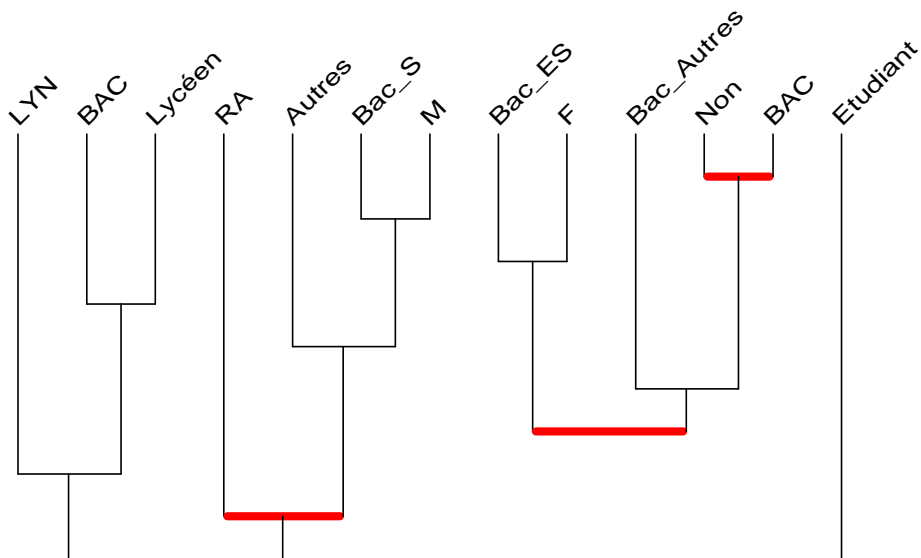 LYN
BAC
Lycéen
RA
Autres
Bac_S
M
Bac_ES
F
Bac_Autres
Non
BAC
Etudiant